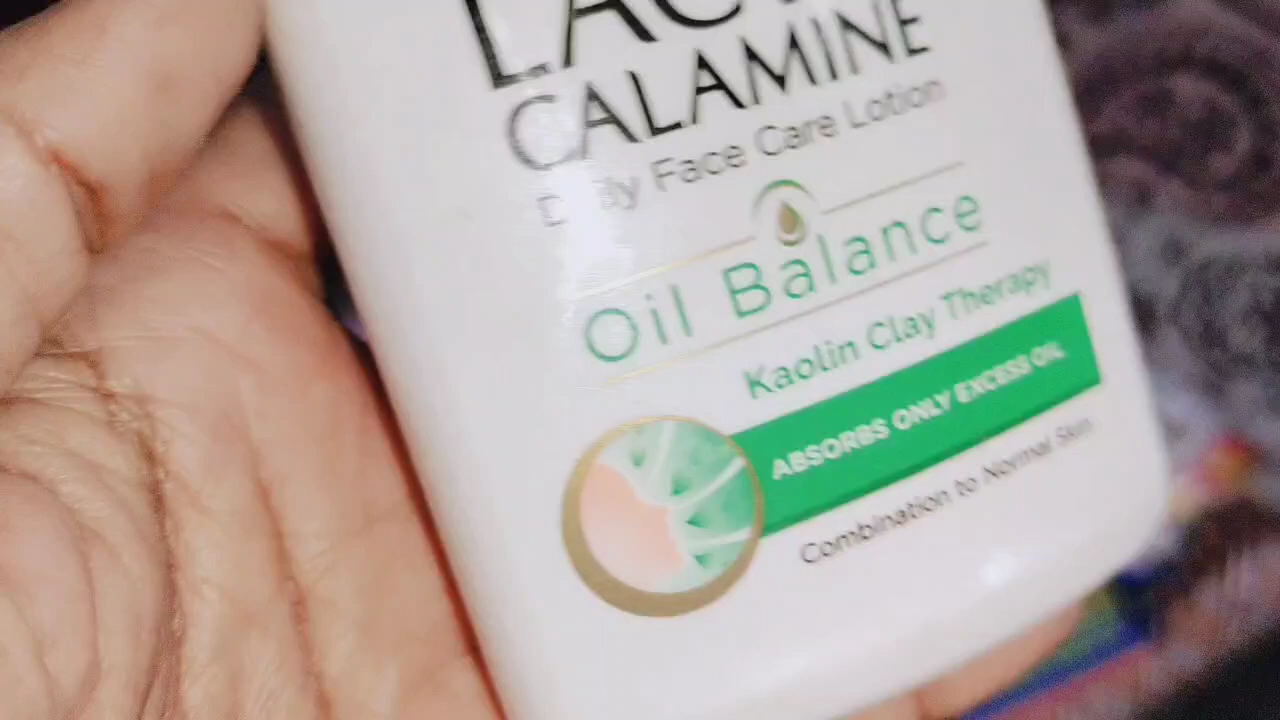 CALAMINE
Face Care Lotion
Oil Balance
Kaolin Clay Therapy
ABSORBS ONLY EXCESS OIL
Combination to Normal Skin